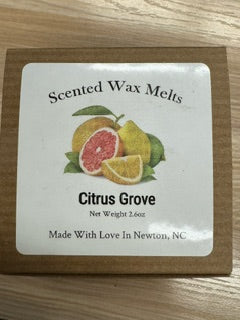 Scented Wax Melts
Citrus Grove
Net Weight 2.6oz
Made With Love In Newton, NC